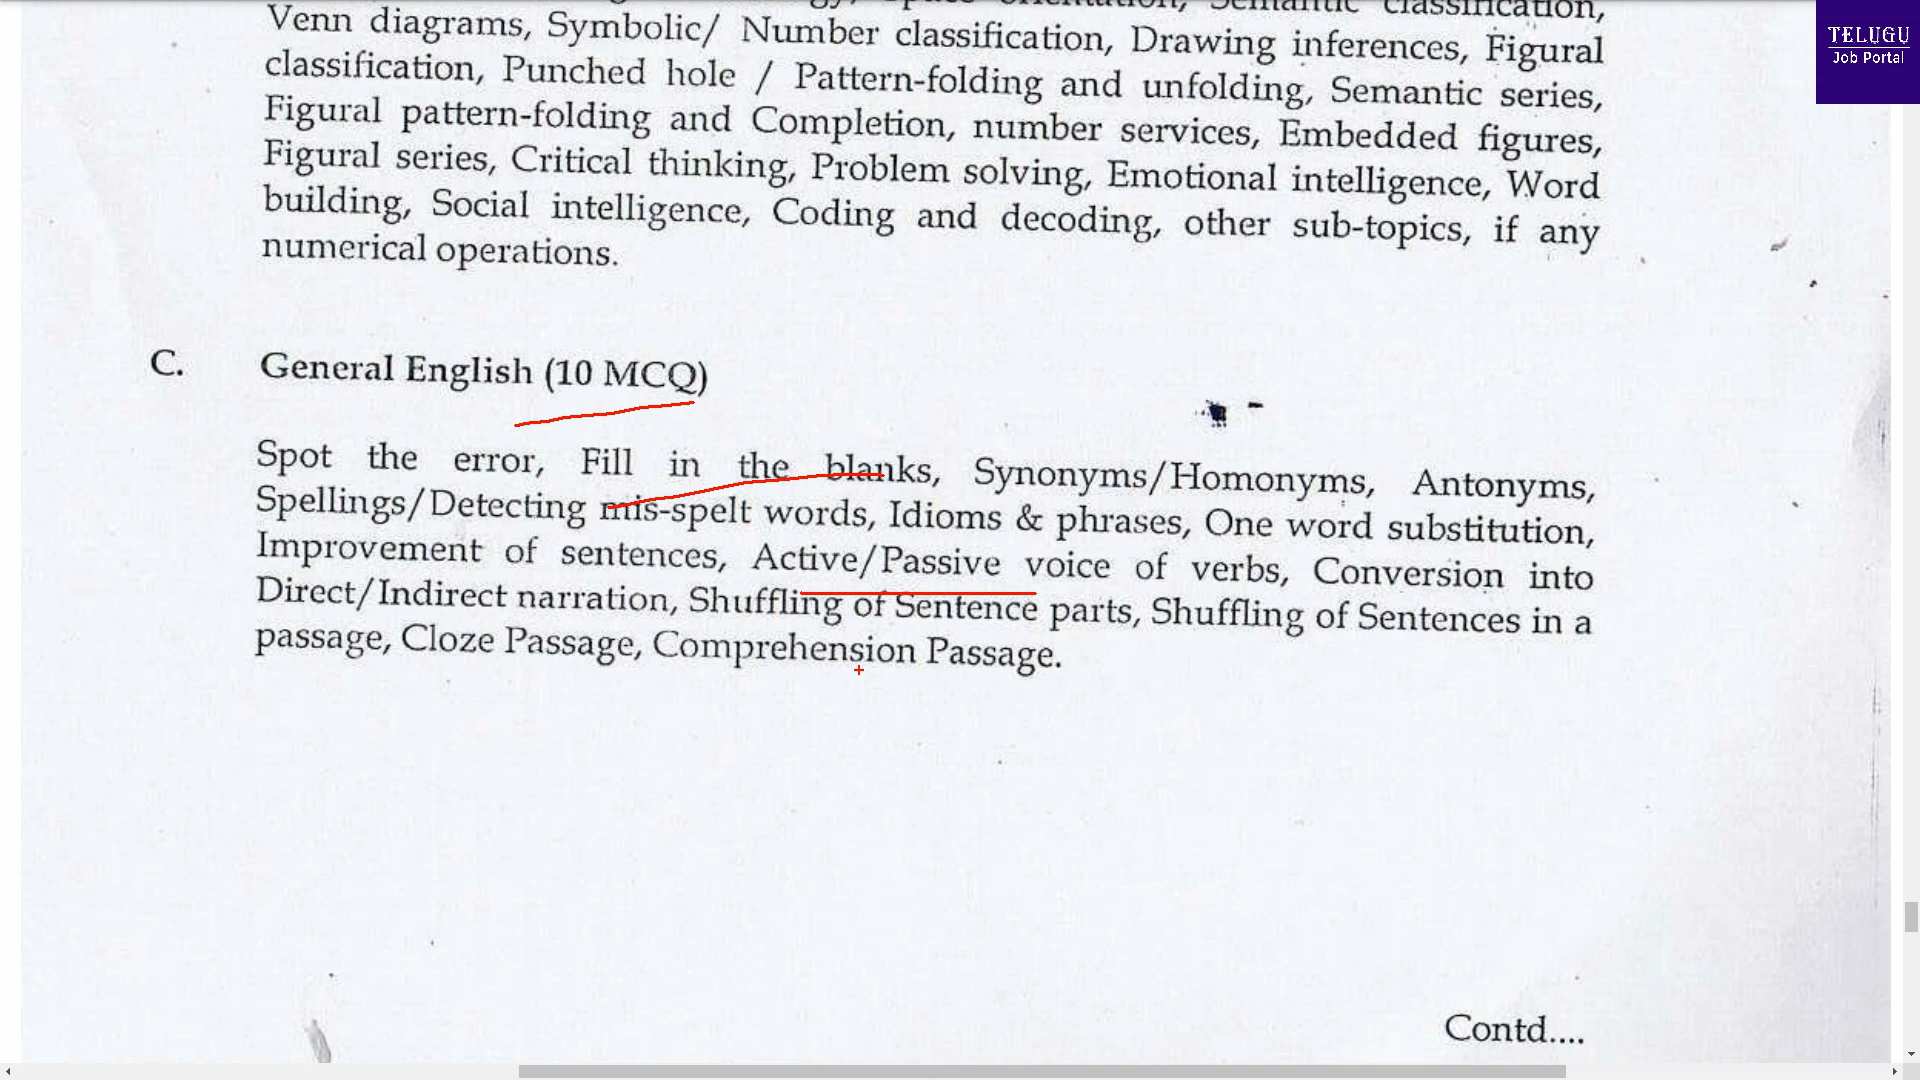 classification,
Venn diagrams, Symbolic/ Number classification, Drawing inferences, Figural
classification, Punched hole / Pattern-folding and unfolding, Semantic series,
Figural pattern-folding and Completion, number services, Embedded figures,
Figural series, Critical thinking, Problem solving, Emotional intelligence, Word
building, Social intelligence, Coding and decoding, other sub-topics, if any
numerical operations.
C. General English (10 MCQ)
Spot the error, Fill in the blanks, Synonyms/Homonyms, Antonyms,
Spellings/Detecting mis-spelt words, Idioms & phrases, One word substitution,
Improvement of sentences, Active/Passive voice of verbs, Conversion into
Direct/Indirect narration, Shuffling of Sentence parts, Shuffling of Sentences in a
passage, Cloze Passage, Comprehension Passage.
Contd....
TELUGU
Job Portal